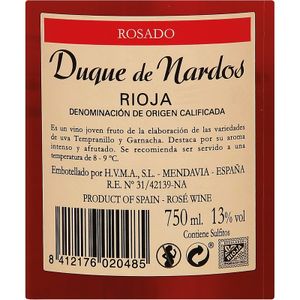 ROSADO
Duque de Nardos
RIOJA
DENOMINACIÓN DE ORIGEN CALIFICADA
Es un vino joven fruto de la elaboración de las variedades
de uva Tempranillo y Garnacha. Destaca por su aroma
intenso y afrutado. Se recomienda ser servido a una
temperatura de 8 - 9 °C.
Embotellado por H.V.M.A., S.L. - MENDAVIA - ESPAÑA
R.E. Nº 31/42139-NA
PRODUCT OF SPAIN - ROSÉ WINE
750 ml. 13% vol
Contiene Sulfitos
8 412176 020485